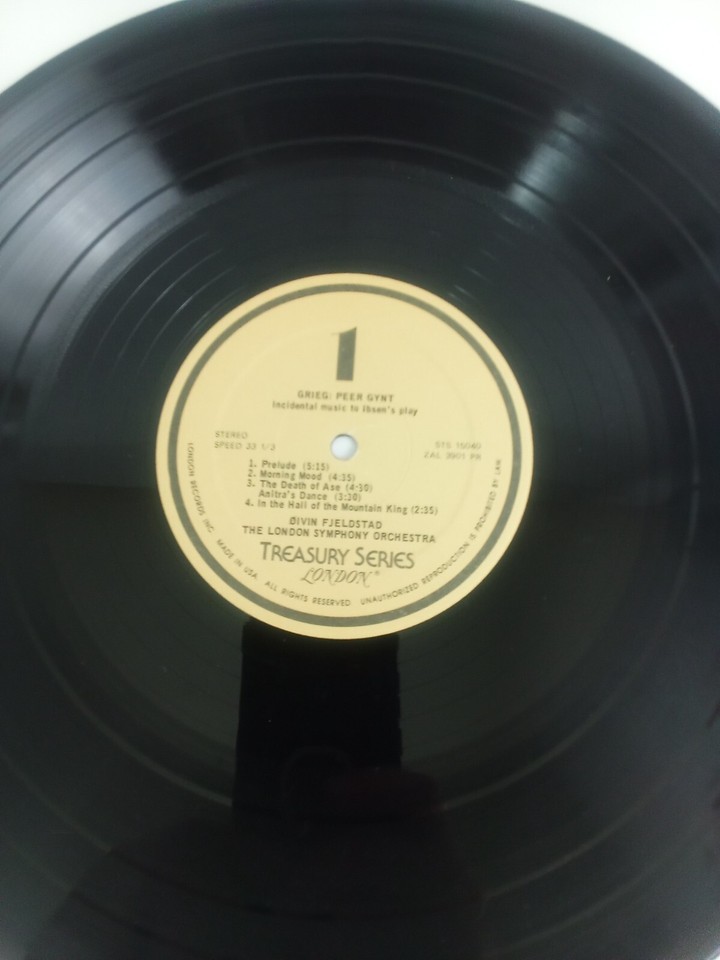 1
GRIEG: PEER GYNT
Incidental music to Ibsen's play
STEREO
SPEED 33 1/3
STS 15040
ZAL 3901
1. Prelude (5:15)
2. Morning Mood (4:35)
3. The Death of Ase (4:30)
Anitra's Dance (3:30)
4. In the Hall of the Mountain King (2:35)
ØIVIN FJELDSTAD
THE LONDON SYMPHONY ORCHESTRA
TREASURY SERIES
LONDON®
LONDON RECORDS INC. MADE IN USA ALL RIGHTS RESERVED UNAUTHORIZED REPRODUCTION IS PROHIBITED BY LAW